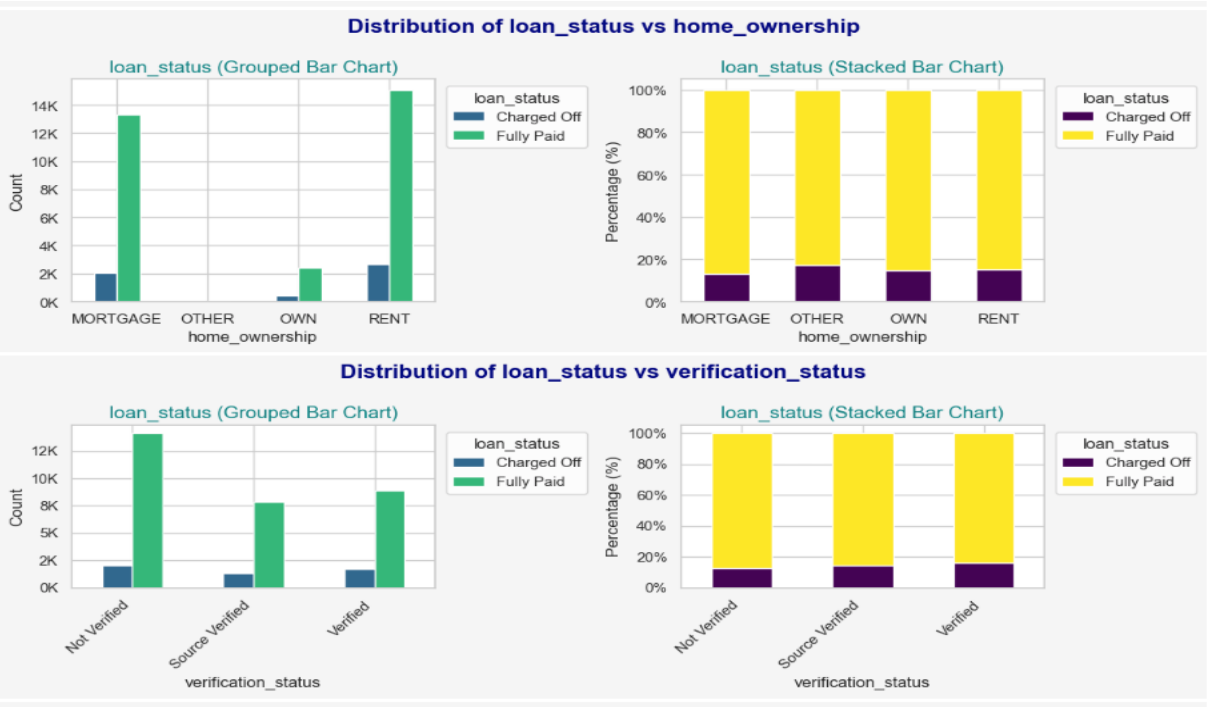 Distribution of loan_status vs home_ownership
loan_status (Grouped Bar Chart)
14K
12K
10K
8K
6K
4K
2K
0K
Count
MORTGAGE OTHER OWN RENT
home_ownership
loan_status
Charged Off
Fully Paid
loan_status (Stacked Bar Chart)
100%
80%
60%
40%
20%
0%
Percentage (%)
MORTGAGE OTHER OWN RENT
home_ownership
loan_status
Charged Off
Fully Paid
Distribution of loan_status vs verification_status
loan_status (Grouped Bar Chart)
12K
10K
8K
5K
2K
0K
Count
Not Verified Source Verified Verified
verification_status
loan_status
Charged Off
Fully Paid
loan_status (Stacked Bar Chart)
100%
80%
60%
40%
20%
0%
Percentage (%)
Not Verified Source Verified Verified
verification_status
loan_status
Charged Off
Fully Paid